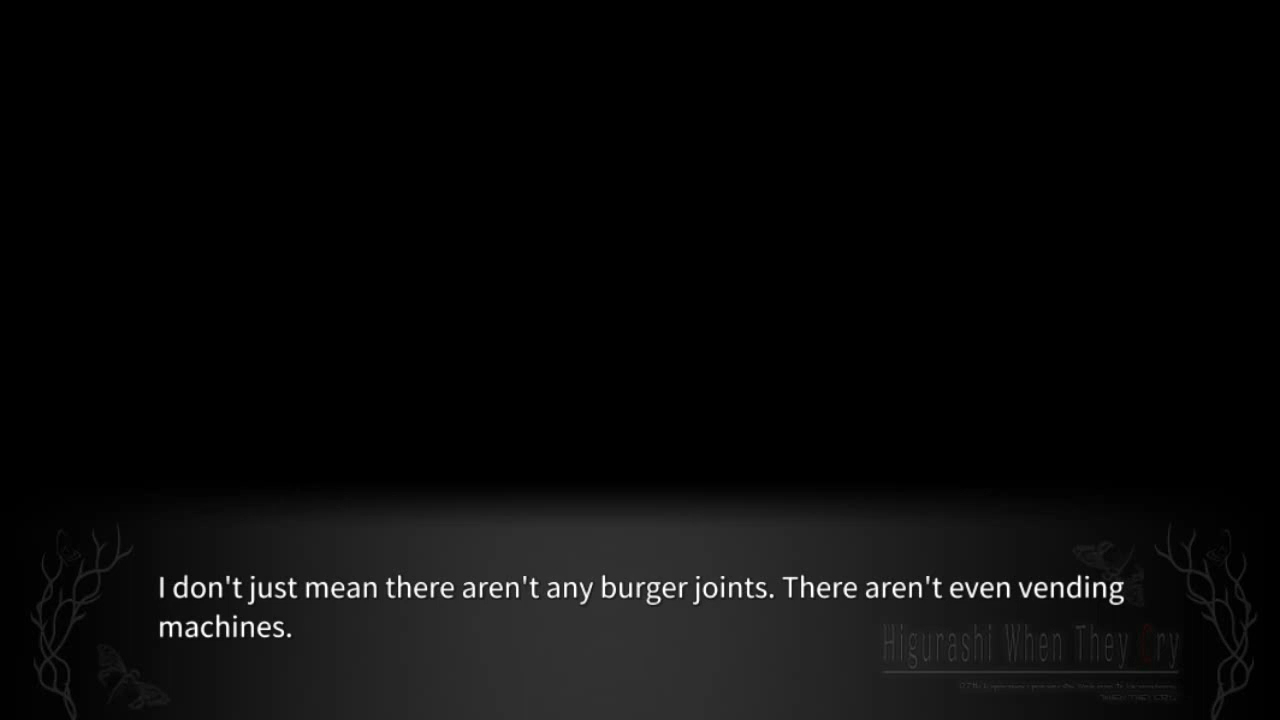 I don't just mean there aren't any burger joints. There aren't even vending
machines.
Higurashi When They Cry